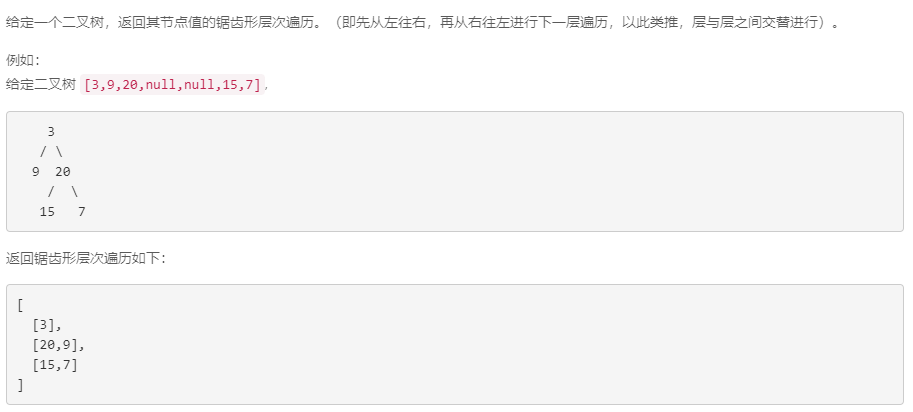 给定一个二叉树，返回其节点值的锯齿形层次遍历。（即先从左往右，再从右往左进行下一层遍历，以此类推，层与层之间交替进行）。
例如：
给定二叉树 [3,9,20,null,null,15,7],
3
/ \
9 20
/ \
15 7
返回锯齿形层次遍历如下：
[
[3],
[20,9],
[15,7]
]